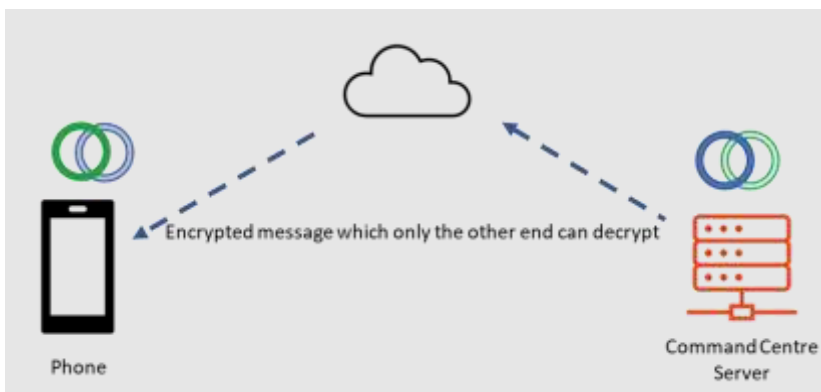 Encrypted message which only the other end can decrypt
Phone
Command Centre
Server